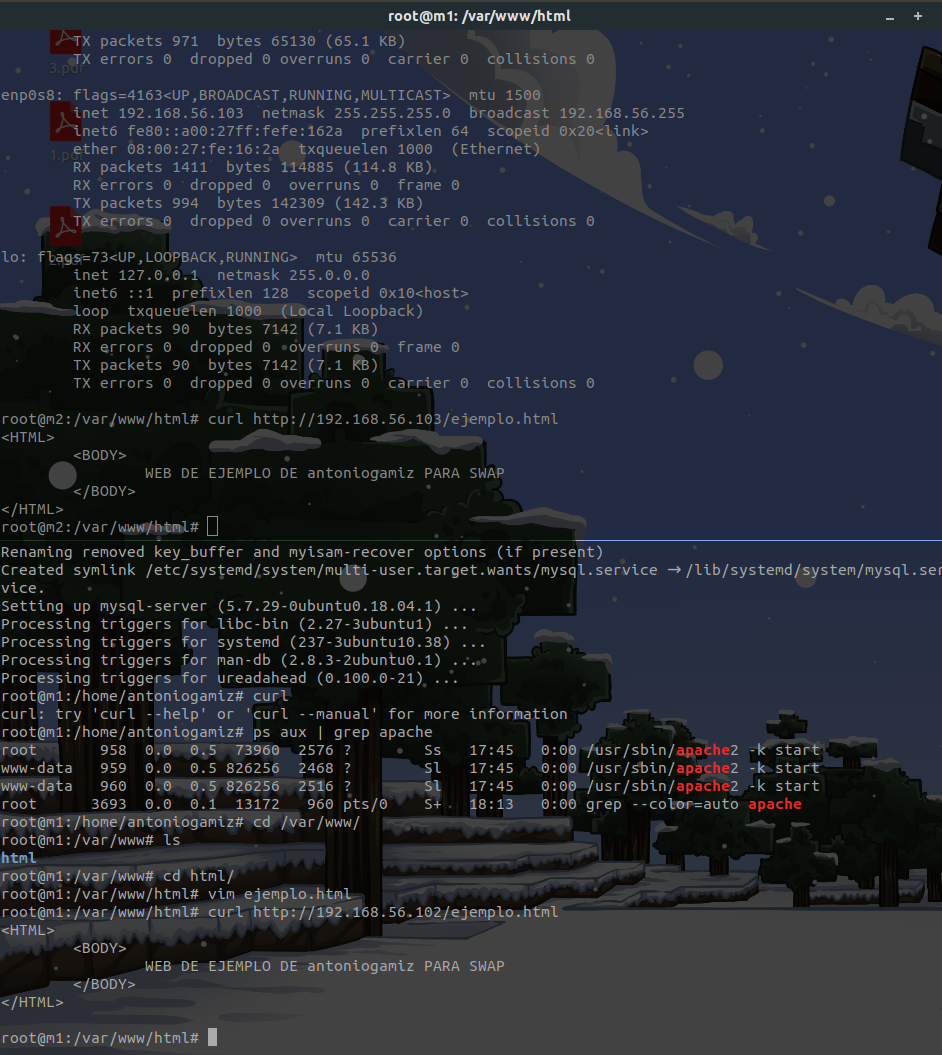 root@m1: /var/www/html
TX packets 971  bytes 65130 (65.1 KB)
3.pdf
TX errors 0  dropped 0 overruns 0  carrier 0  collisions 0
enp0s8: flags=4163<UP,BROADCAST,RUNNING,MULTICAST>  mtu 1500
inet 192.168.56.103  netmask 255.255.255.0  broadcast 192.168.56.255
inet6 fe80::a00:27ff:fefe:162a  prefixlen 64  scopeid 0x20<link>
ether 08:00:27:fe:16:2a  txqueuelen 1000  (Ethernet)
1.pdf
RX packets 1411  bytes 114885 (114.8 KB)
RX errors 0  dropped 0  overruns 0  frame 0
TX packets 994  bytes 142309 (142.3 KB)
TX errors 0  dropped 0 overruns 0  carrier 0  collisions 0
lo: flags=73<UP,LOOPBACK,RUNNING>  mtu 65536
2.pdf
inet 127.0.0.1  netmask 255.0.0.0
inet6 ::1  prefixlen 128  scopeid 0x10<host>
loop  txqueuelen 1000  (Local Loopback)
RX packets 90  bytes 7142 (7.1 KB)
RX errors 0  dropped 0  overruns 0  frame 0
TX packets 90  bytes 7142 (7.1 KB)
TX errors 0  dropped 0 overruns 0  carrier 0  collisions 0
root@m2:/var/www/html# curl http://192.168.56.103/ejemplo.html
<HTML>
<BODY>
WEB DE EJEMPLO DE antoniogamiz PARA SWAP
</BODY>
</HTML>
root@m2:/var/www/html#
Renaming removed key_buffer and myisam-recover options (if present)
Created symlink /etc/systemd/system/multi-user.target.wants/mysql.service → /lib/systemd/system/mysql.ser
vice.
Setting up mysql-server (5.7.29-0ubuntu0.18.04.1) ...
Processing triggers for libc-bin (2.27-3ubuntu1) ...
Processing triggers for systemd (237-3ubuntu10.38) ...
Processing triggers for man-db (2.8.3-2ubuntu0.1) ...
Processing triggers for ureadahead (0.100.0-21) ...
root@m1:/home/antoniogamiz# curl
curl: try 'curl --help' or 'curl --manual' for more information
root@m1:/home/antoniogamiz# ps aux | grep apache
root       958  0.0  0.5  73960  2576 ?        Ss   17:45   0:00 /usr/sbin/apache2 -k start
www-data   959  0.0  0.5 826256  2468 ?        Sl   17:45   0:00 /usr/sbin/apache2 -k start
www-data   960  0.0  0.5 826256  2516 ?        Sl   17:45   0:00 /usr/sbin/apache2 -k start
root      3693  0.0  0.1  13172   960 pts/0    S+   18:13   0:00 grep --color=auto apache
root@m1:/home/antoniogamiz# cd /var/www/
root@m1:/var/www# ls
html
root@m1:/var/www# cd html/
root@m1:/var/www/html# vim ejemplo.html
root@m1:/var/www/html# curl http://192.168.56.102/ejemplo.html
<HTML>
<BODY>
WEB DE EJEMPLO DE antoniogamiz PARA SWAP
</BODY>
</HTML>
root@m1:/var/www/html#